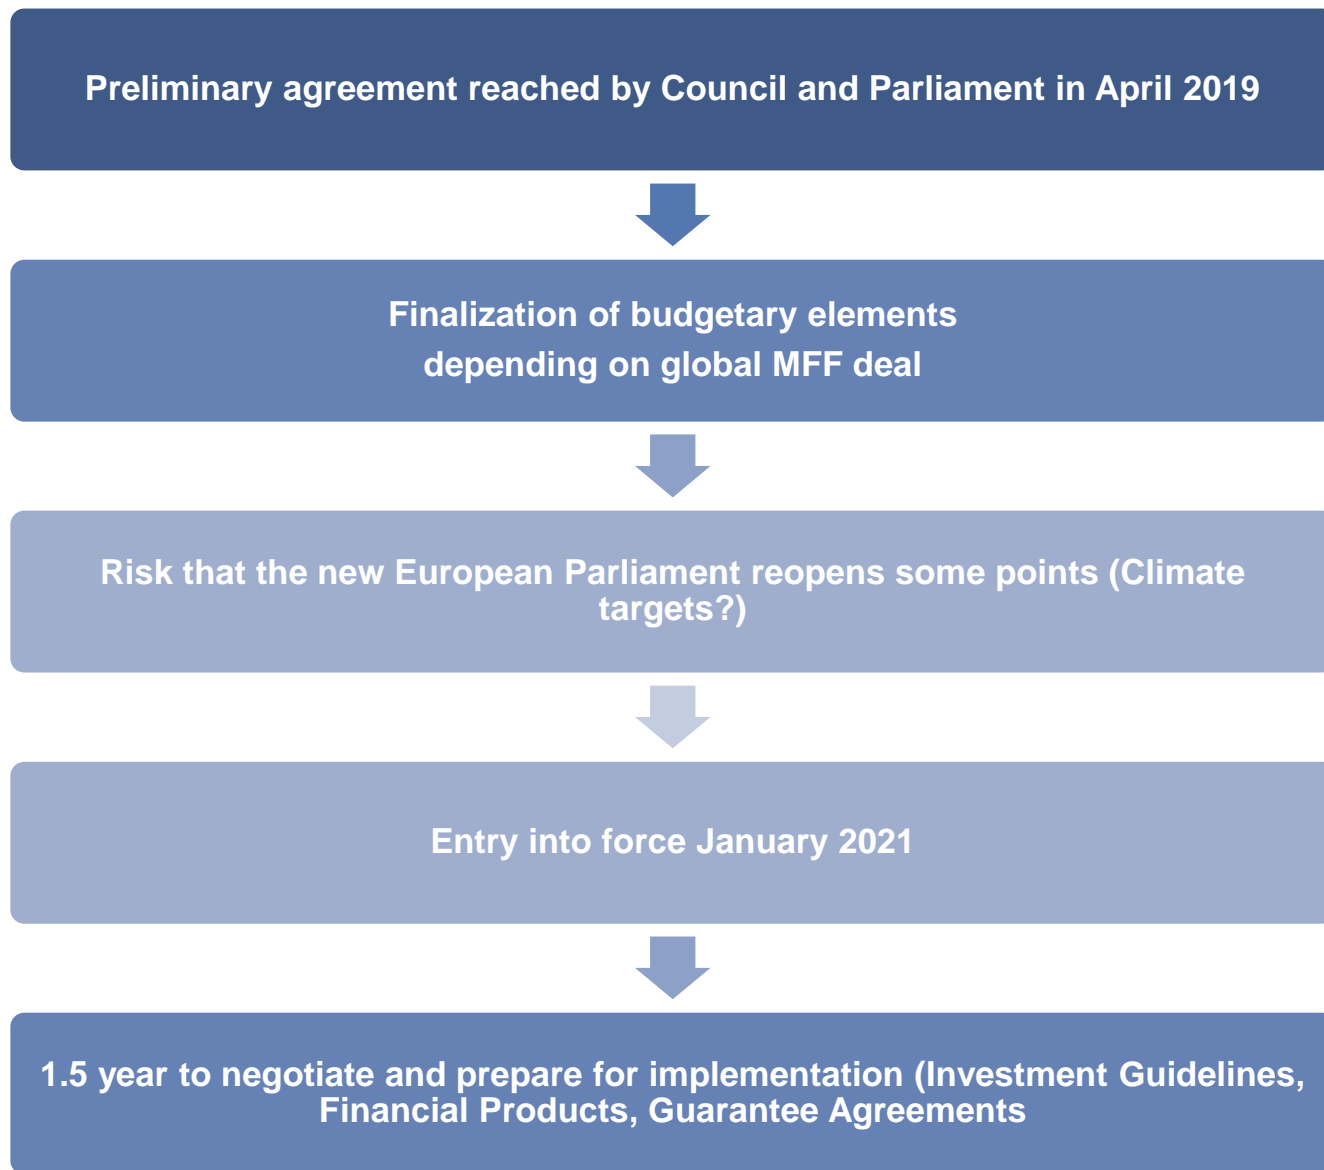 Preliminary agreement reached by Council and Parliament in April 2019
Finalization of budgetary elements
depending on global MFF deal
Risk that the new European Parliament reopens some points (Climate
targets?)
Entry into force January 2021
1.5 year to negotiate and prepare for implementation (Investment Guidelines,
Financial Products, Guarantee Agreements